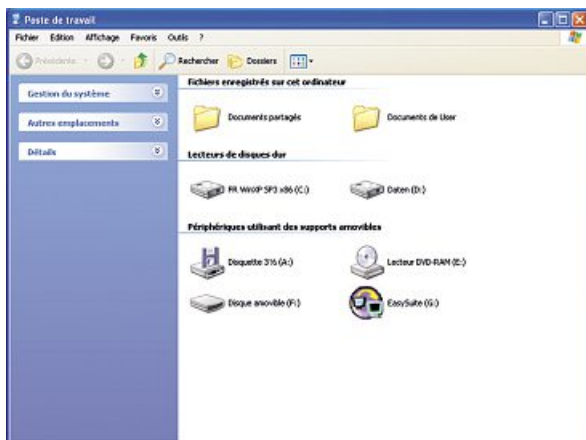 Poste de travail
Fichier Edition Affichage Favoris Outils ?
Précédente Rechercher Dossiers
Fichiers enregistrés sur cet ordinateur
Gestion du système
Documents partagés Documents de User
Autres emplacements
Lecteurs de disques dur
Détails
FR WinXP SP3 x86 (C:) Daten (D:)
Périphériques utilisant des supports amovibles
Disquette 3½ (A:) Lecteur DVD-RAM (E:)
Disque amovible (F:) EasySuite (G:)